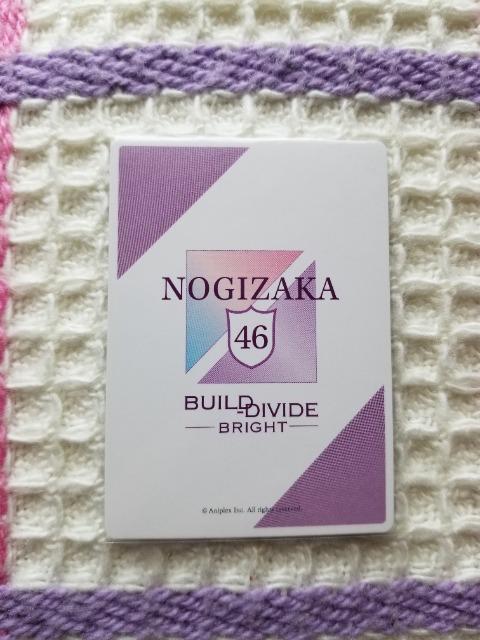 NOGIZAKA
46
BUILD-DIVIDE
BRIGHT
© Aniplex Inc. All rights reserved.